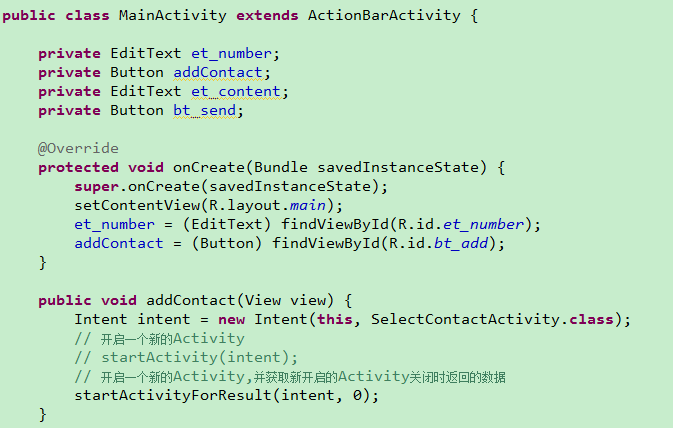 public class MainActivity extends ActionBarActivity {
private EditText et_number;
private Button addContact;
private EditText et_content;
private Button bt_send;
@Override
protected void onCreate(Bundle savedInstanceState) {
super.onCreate(savedInstanceState);
setContentView(R.layout.main);
et_number = (EditText) findViewById(R.id.et_number);
addContact = (Button) findViewById(R.id.bt_add);
}
public void addContact(View view) {
Intent intent = new Intent(this, SelectContactActivity.class);
// 开启一个新的Activity
// startActivity(intent);
// 开启一个新的Activity,并获取新开启的Activity关闭时返回的数据
startActivityForResult(intent, 0);
}